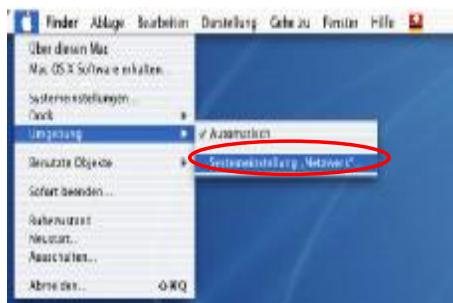 Finder Ablage Bearbeiten Darstellung Gehe zu Fenster Hilfe
Über diesen Mac
Mac OS X Software erhalten...
Systemeinstellungen...
Dock
Umgebung
✓ Automatisch
Systemeinstellung „Netzwerk“...
Benutzte Objekte
Sofort beenden...
Ruhezustand
Neustart...
Ausschalten...
Abmelden... ⇧⌘Q